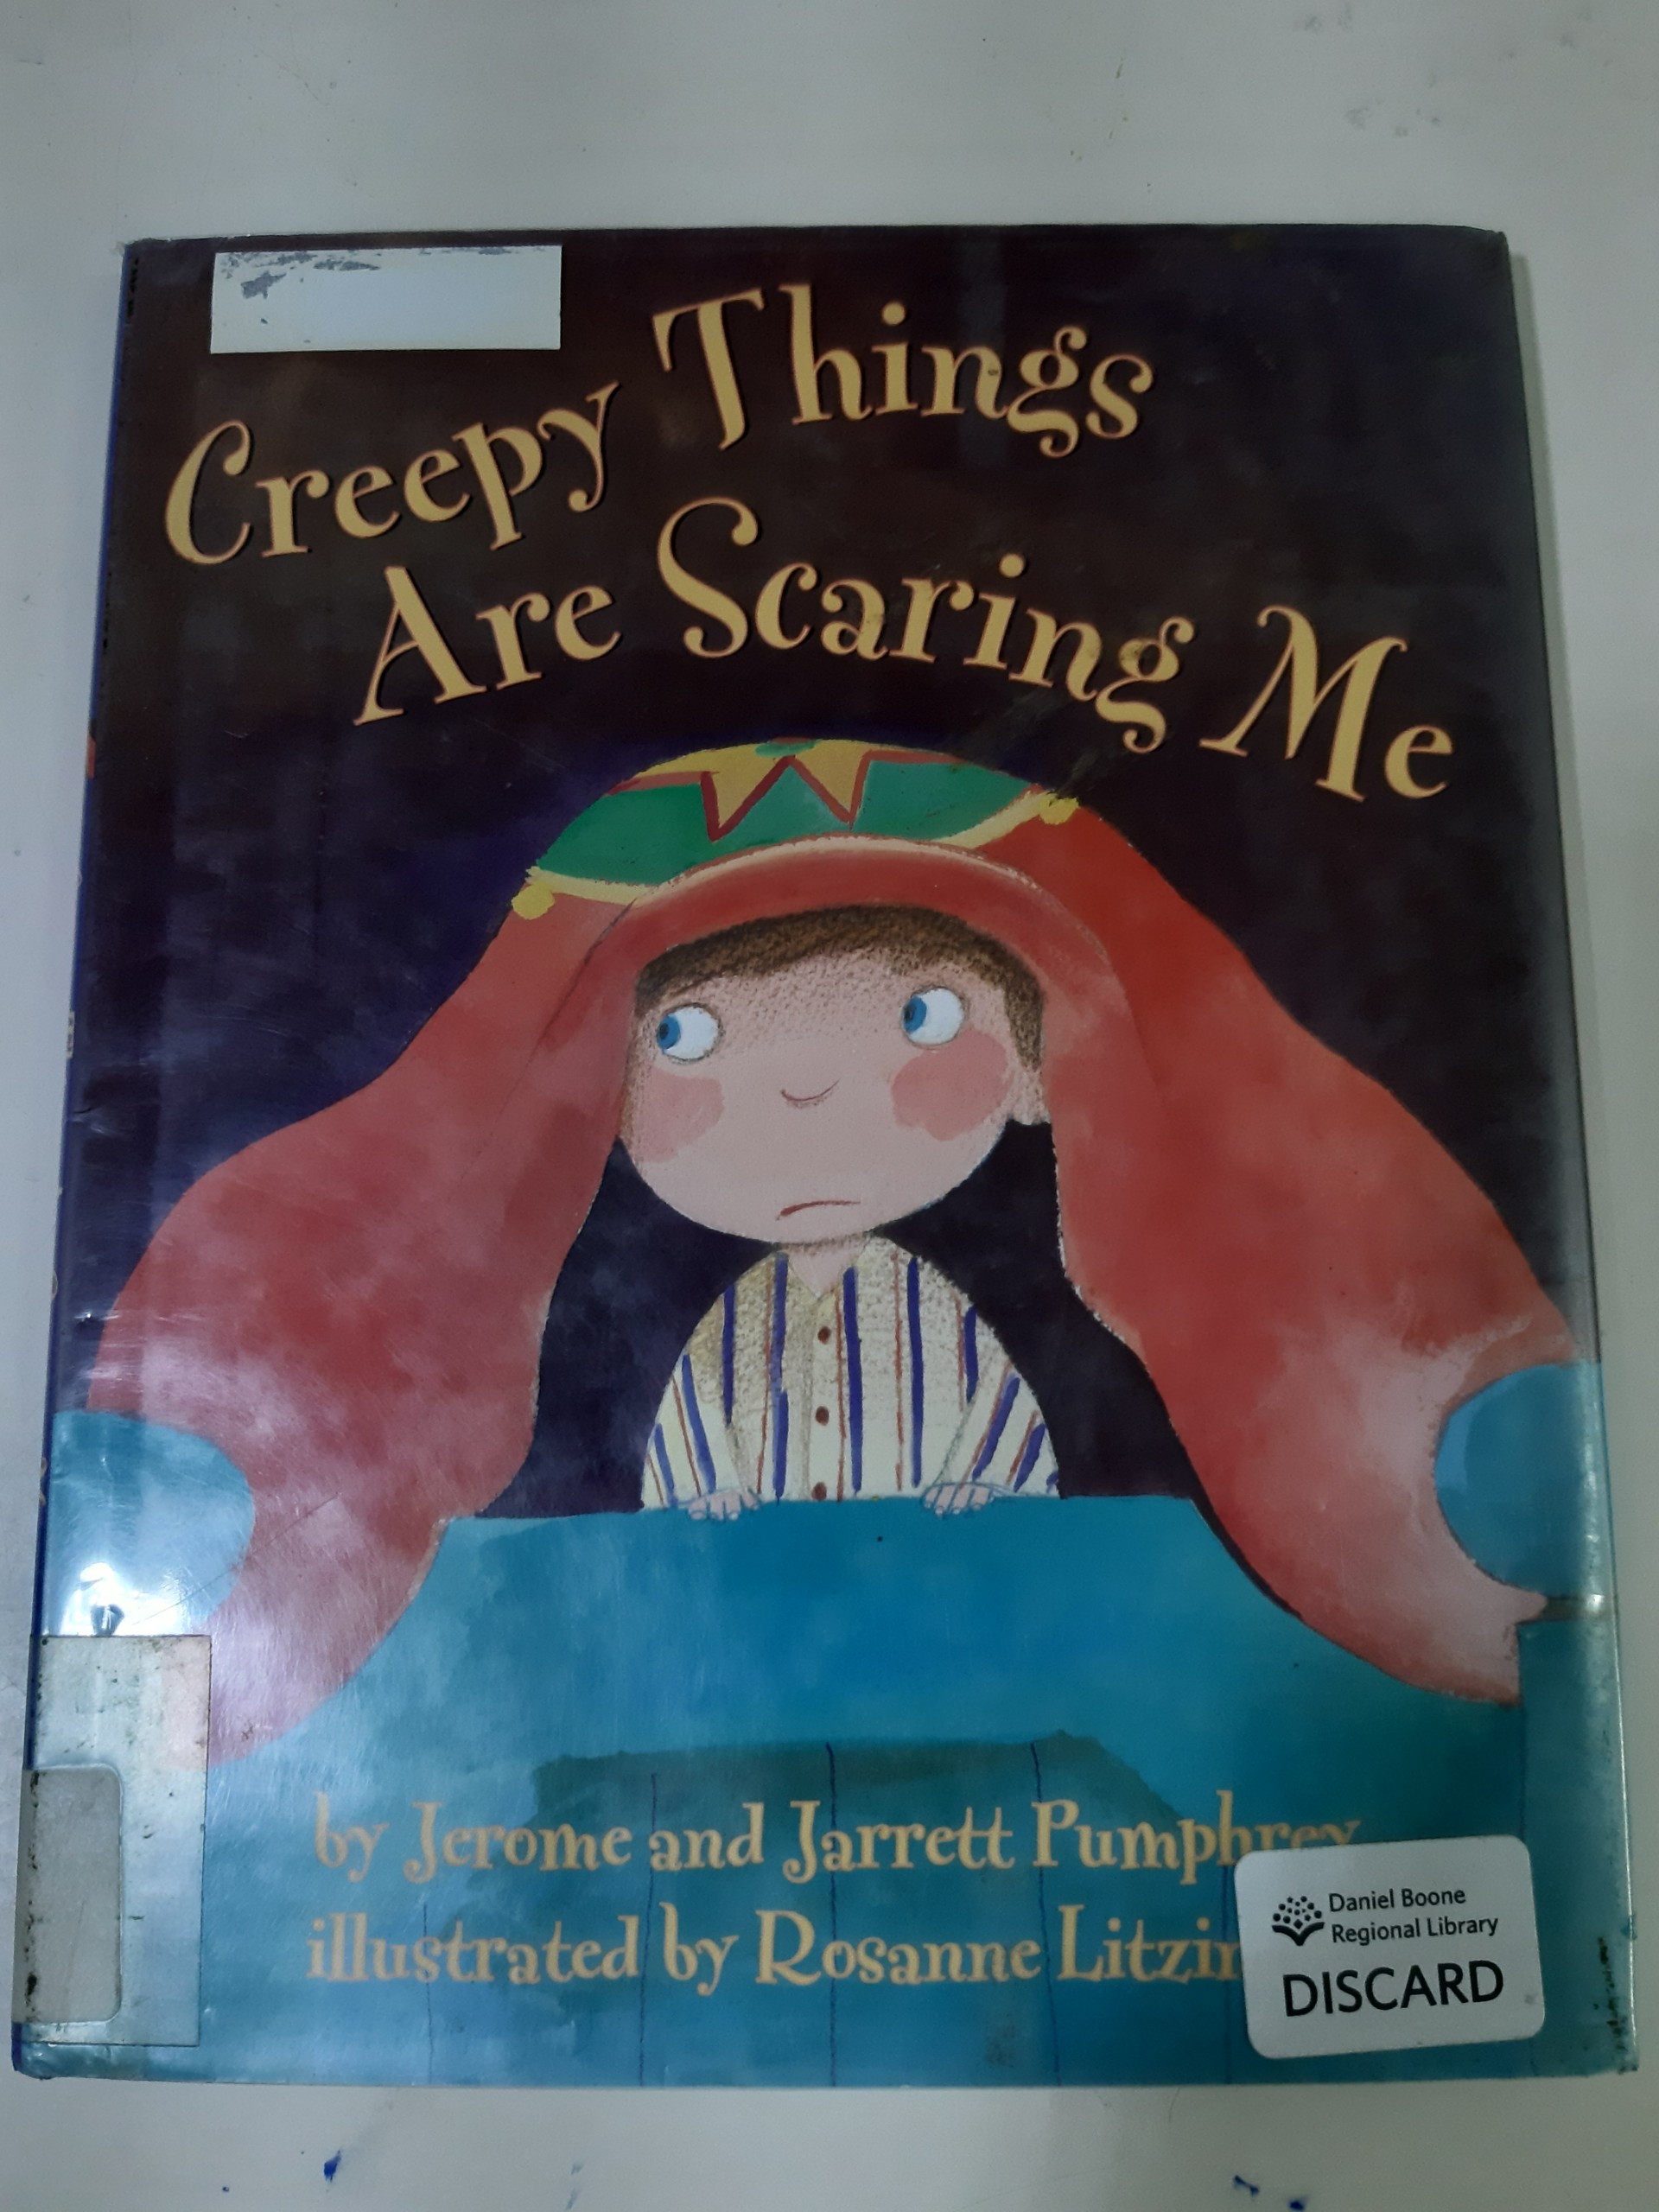 Creepy Things
Are Scaring Me
by Jerome and Jarrett Pumphrey
illustrated by Rosanne Litzin
Daniel Boone
Regional Library
DISCARD